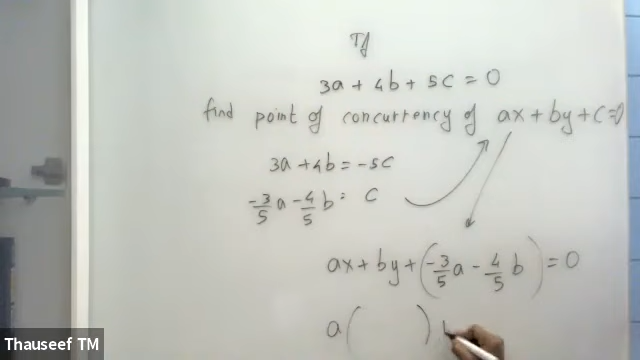 If
3a + 4b + 5c = 0
find point of concurrency of ax + by + c = 0
3a + 4b = -5c
-3/5 a - 4/5 b = c
ax + by + (-3/5 a - 4/5 b) = 0
a( )
Thauseef TM